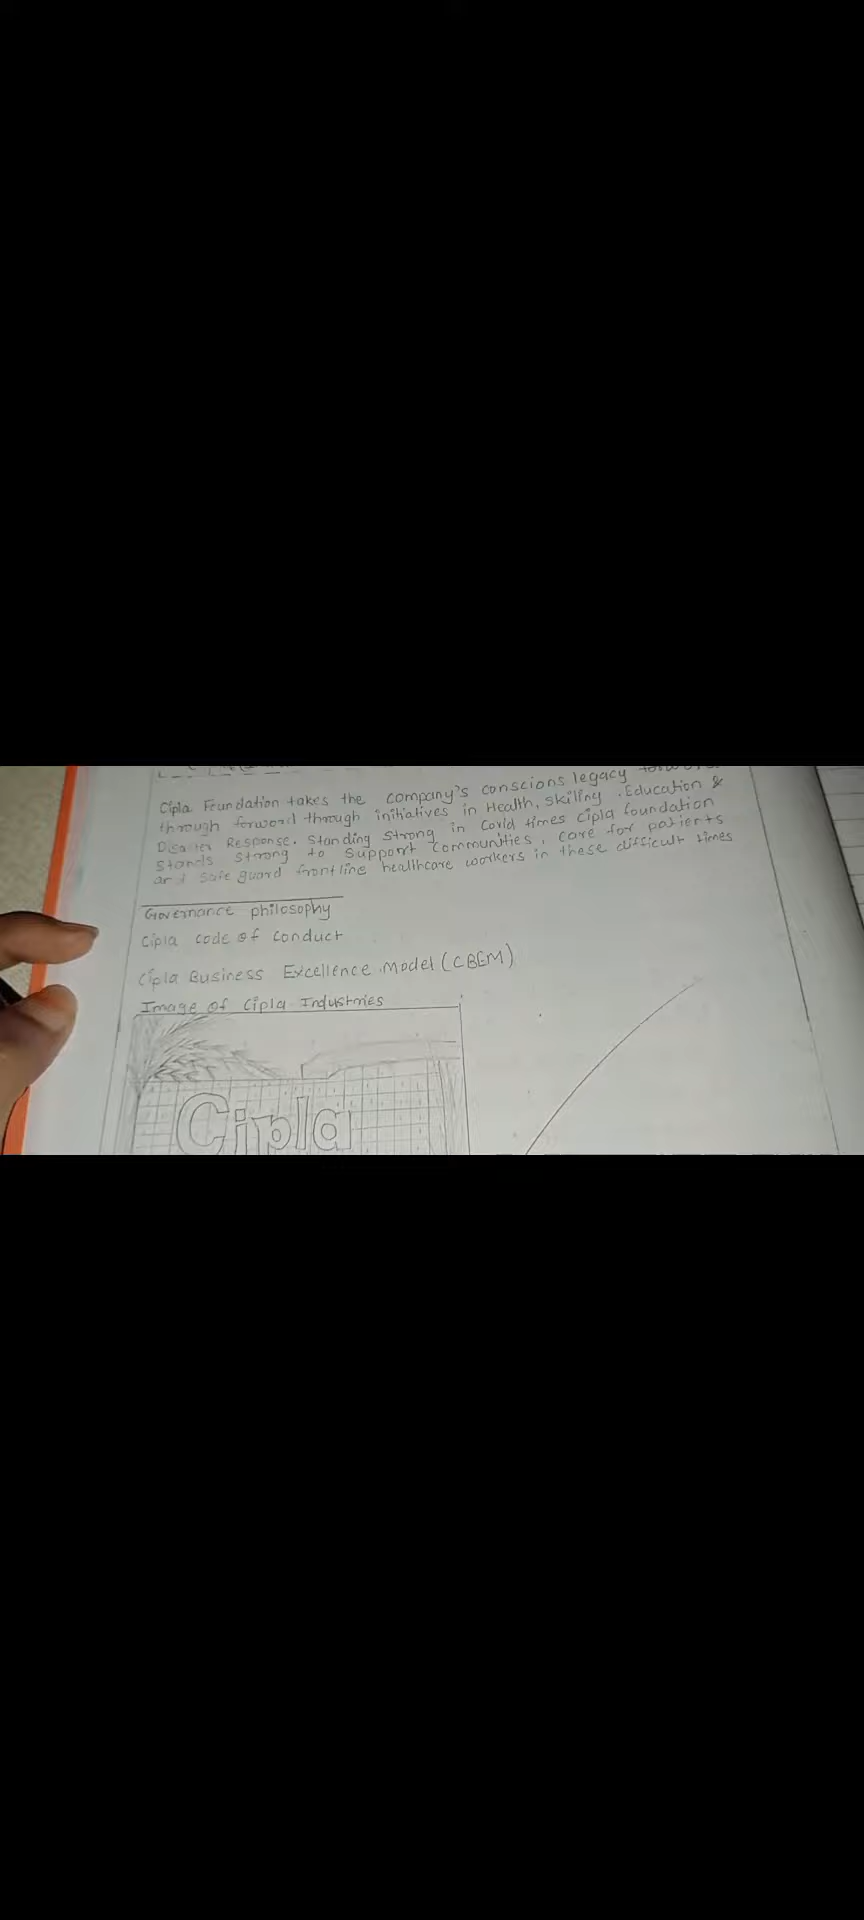 Cipla Foundation takes the company's conscions legacy
through forword through initiatives in Health, skiling . Education &
Disaster Response. Standing strong in Covid times Cipla foundation
stands strong to support communities, care for patients
and safe guard frontline healthcare workers in these difficult times
Governance philosophy
Cipla code of conduct
Cipla Business Excellence Model (CBEM)
Image of Cipla Industries
Cipla